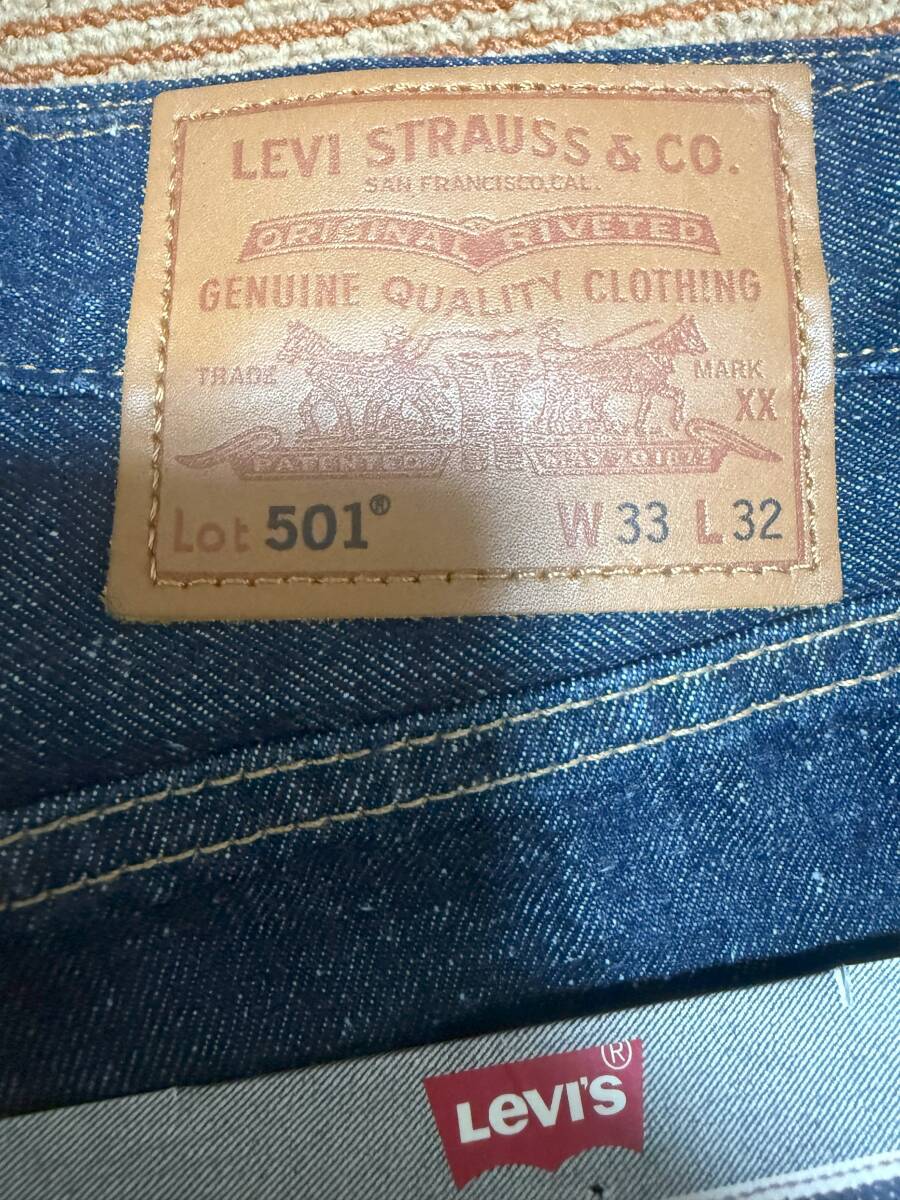 LEVI STRAUSS & CO.
SAN FRANCISCO, CAL.
ORIGINAL RIVETED
GENUINE QUALITY CLOTHING
TRADE MARK
XX
PATENTED MAY 20 1873
Lot 501® W 33 L 32
Levi's®